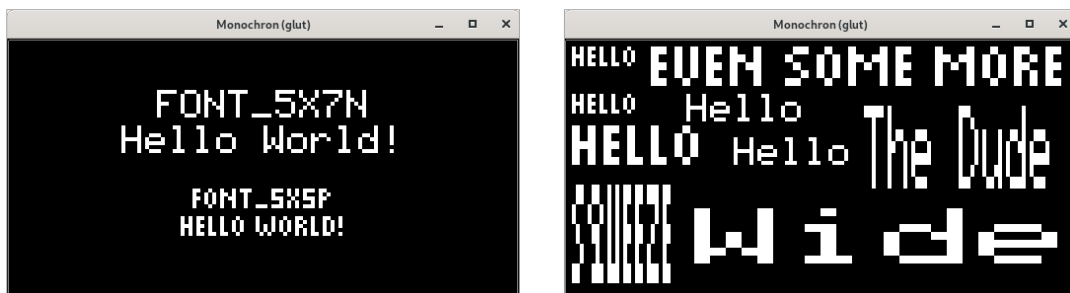 Monochron (glut)
FONT_5X7N
Hello World!
FONT_5X5P
HELLO WORLD!
Monochron (glut)
HELLO EVEN SOME MORE
HELLO Hello
HELLO Hello The Dude
SQUEEZE Wide